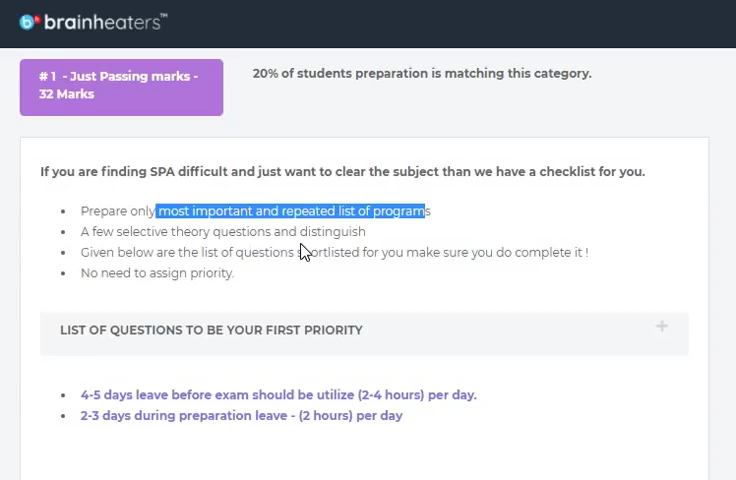 brainheaters™
# 1 - Just Passing marks -
32 Marks
20% of students preparation is matching this category.
If you are finding SPA difficult and just want to clear the subject than we have a checklist for you.
Prepare only most important and repeated list of programs
A few selective theory questions and distinguish
Given below are the list of questions shortlisted for you make sure you do complete it !
No need to assign priority.
LIST OF QUESTIONS TO BE YOUR FIRST PRIORITY
4-5 days leave before exam should be utilize (2-4 hours) per day.
2-3 days during preparation leave - (2 hours) per day